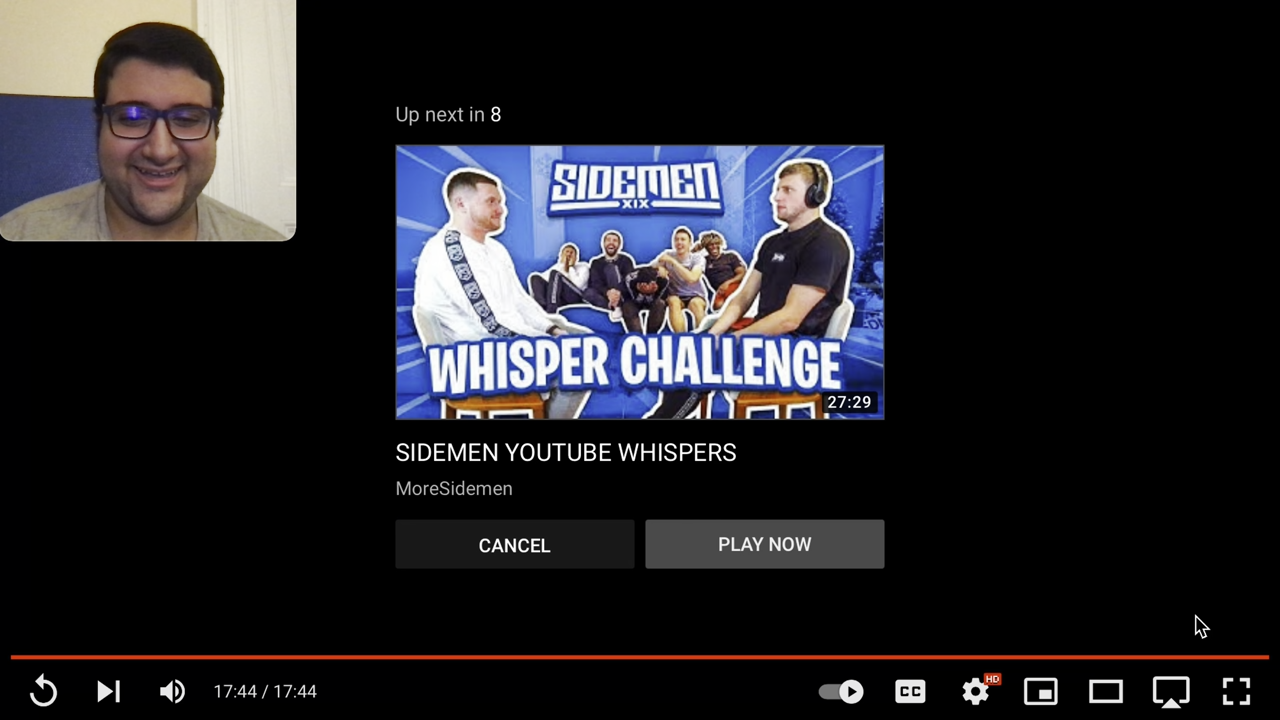 Up next in 8
SIDEMEN
XIX
WHISPER CHALLENGE
27:29
SIDEMEN YOUTUBE WHISPERS
MoreSidemen
CANCEL
PLAY NOW
17:44 / 17:44
CC
HD